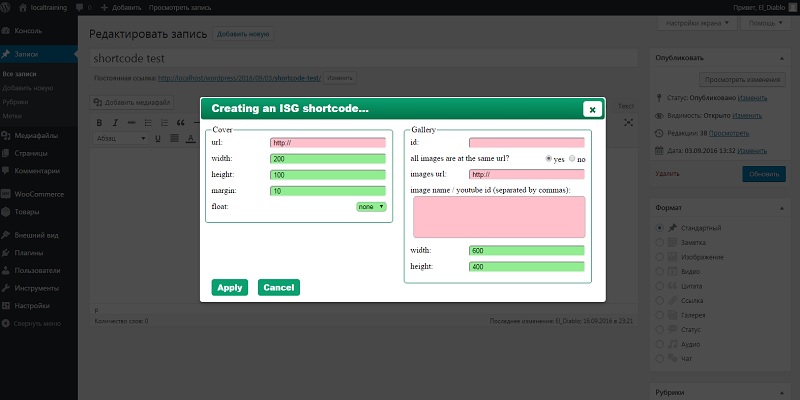 localtraining
0
Добавить
Просмотреть запись
Привет, El_Diablo
Настройки экрана
Помощь
Консоль
Записи
Все записи
Добавить новую
Рубрики
Метки
Медиафайлы
Страницы
Комментарии
WooCommerce
Товары
Внешний вид
Плагины
Пользователи
Инструменты
Настройки
Свернуть меню
Редактировать запись
Добавить новую
shortcode test
Постоянная ссылка: http://localhost/wordpress/2016/09/03/shortcode-test/ Изменить
Добавить медиафайл
Текст
Абзац
Creating an ISG shortcode...
Cover
url: http://
width: 200
height: 100
margin: 10
float: none
Gallery
id:
all images are at the same url? yes no
images url: http://
image name / youtube id (separated by commas):
width: 600
height: 400
Apply
Cancel
P
Количество слов: 0
Последнее изменение: El_Diablo; 16.09.2016 в 23:21
Опубликовать
Просмотреть изменения
Статус: Опубликовано Изменить
Видимость: Открыто Изменить
Редакции: 38 Просмотреть
Дата: 03.09.2016 13:32 Изменить
Удалить
Обновить
Формат
Стандартный
Заметка
Изображение
Видео
Цитата
Ссылка
Галерея
Статус
Аудио
Чат
Рубрики